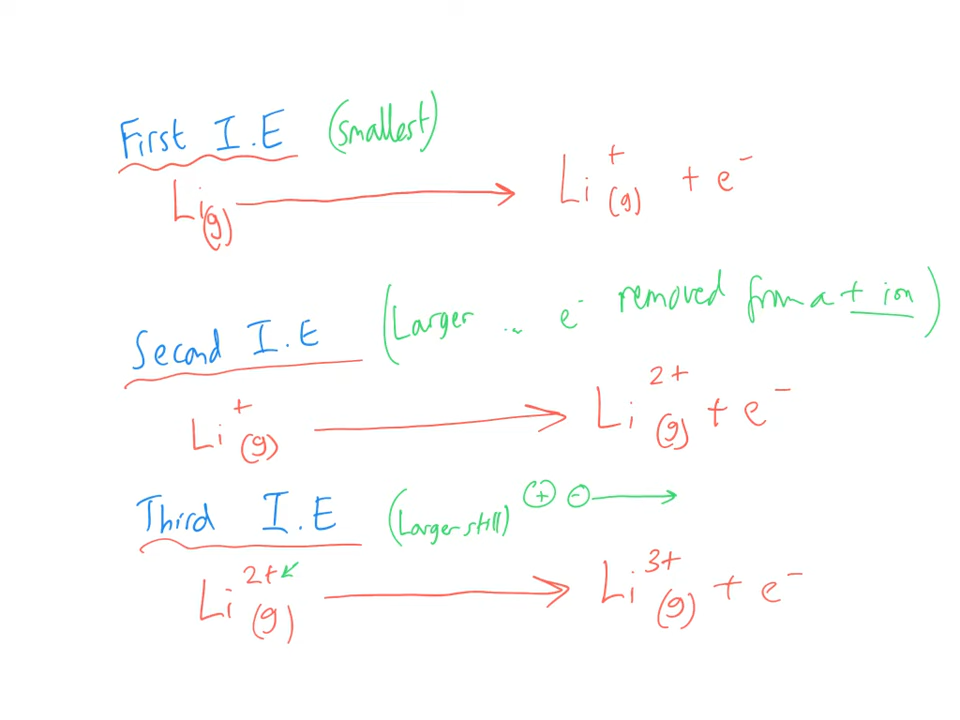 First I.E (smallest)
Li(g) → Li⁺(g) + e⁻
Second I.E (Larger ... e⁻ removed from a + ion)
Li⁺(g) → Li²⁺(g) + e⁻
Third I.E (Larger still) ⊕ ⊖→
Li²⁺(g) → Li³⁺(g) + e⁻